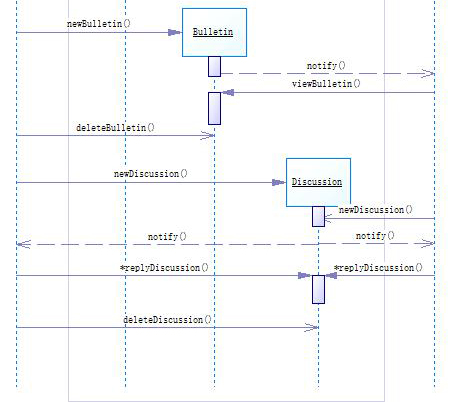 newBulletin()
Bulletin
notify()
viewBulletin()
deleteBulletin()
newDiscussion()
Discussion
newDiscussion()
notify()
notify()
*replyDiscussion()
*replyDiscussion()
deleteDiscussion()